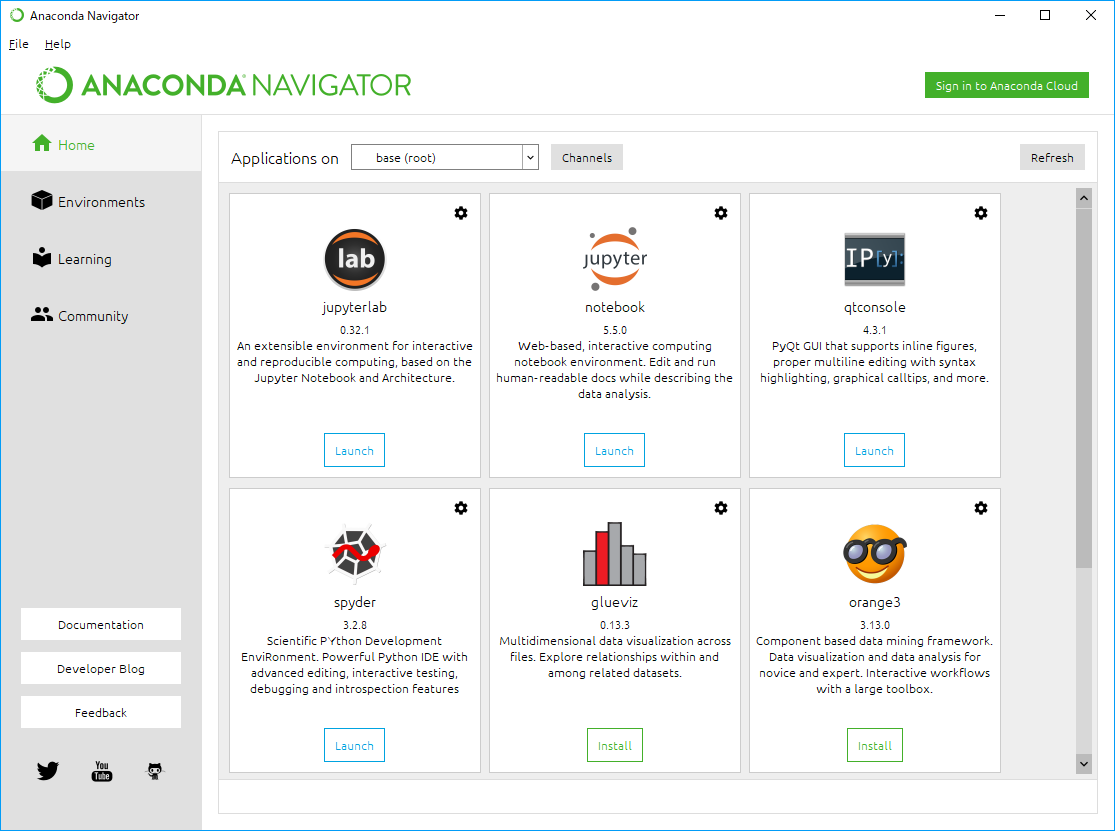 Anaconda Navigator
File Help
ANACONDA NAVIGATOR
Sign in to Anaconda Cloud
Home
Environments
Learning
Community
Documentation
Developer Blog
Feedback
You
Tube
Applications on
base (root)
Channels
Refresh
lab
jupyterlab
0.32.1
An extensible environment for interactive
and reproducible computing, based on the
Jupyter Notebook and Architecture.
Launch
jupyter
notebook
5.5.0
Web-based, interactive computing
notebook environment. Edit and run
human-readable docs while describing the
data analysis.
Launch
IP[y]:
qtconsole
4.3.1
PyQt GUI that supports inline figures,
proper multiline editing with syntax
highlighting, graphical calltips, and more.
Launch
spyder
3.2.8
Scientific PYthon Development
EnviRonment. Powerful Python IDE with
advanced editing, interactive testing,
debugging and introspection features
Launch
glueviz
0.13.3
Multidimensional data visualization across
files. Explore relationships within and
among related datasets.
Install
orange3
3.13.0
Component based data mining framework.
Data visualization and data analysis for
novice and expert. Interactive workflows
with a large toolbox.
Install